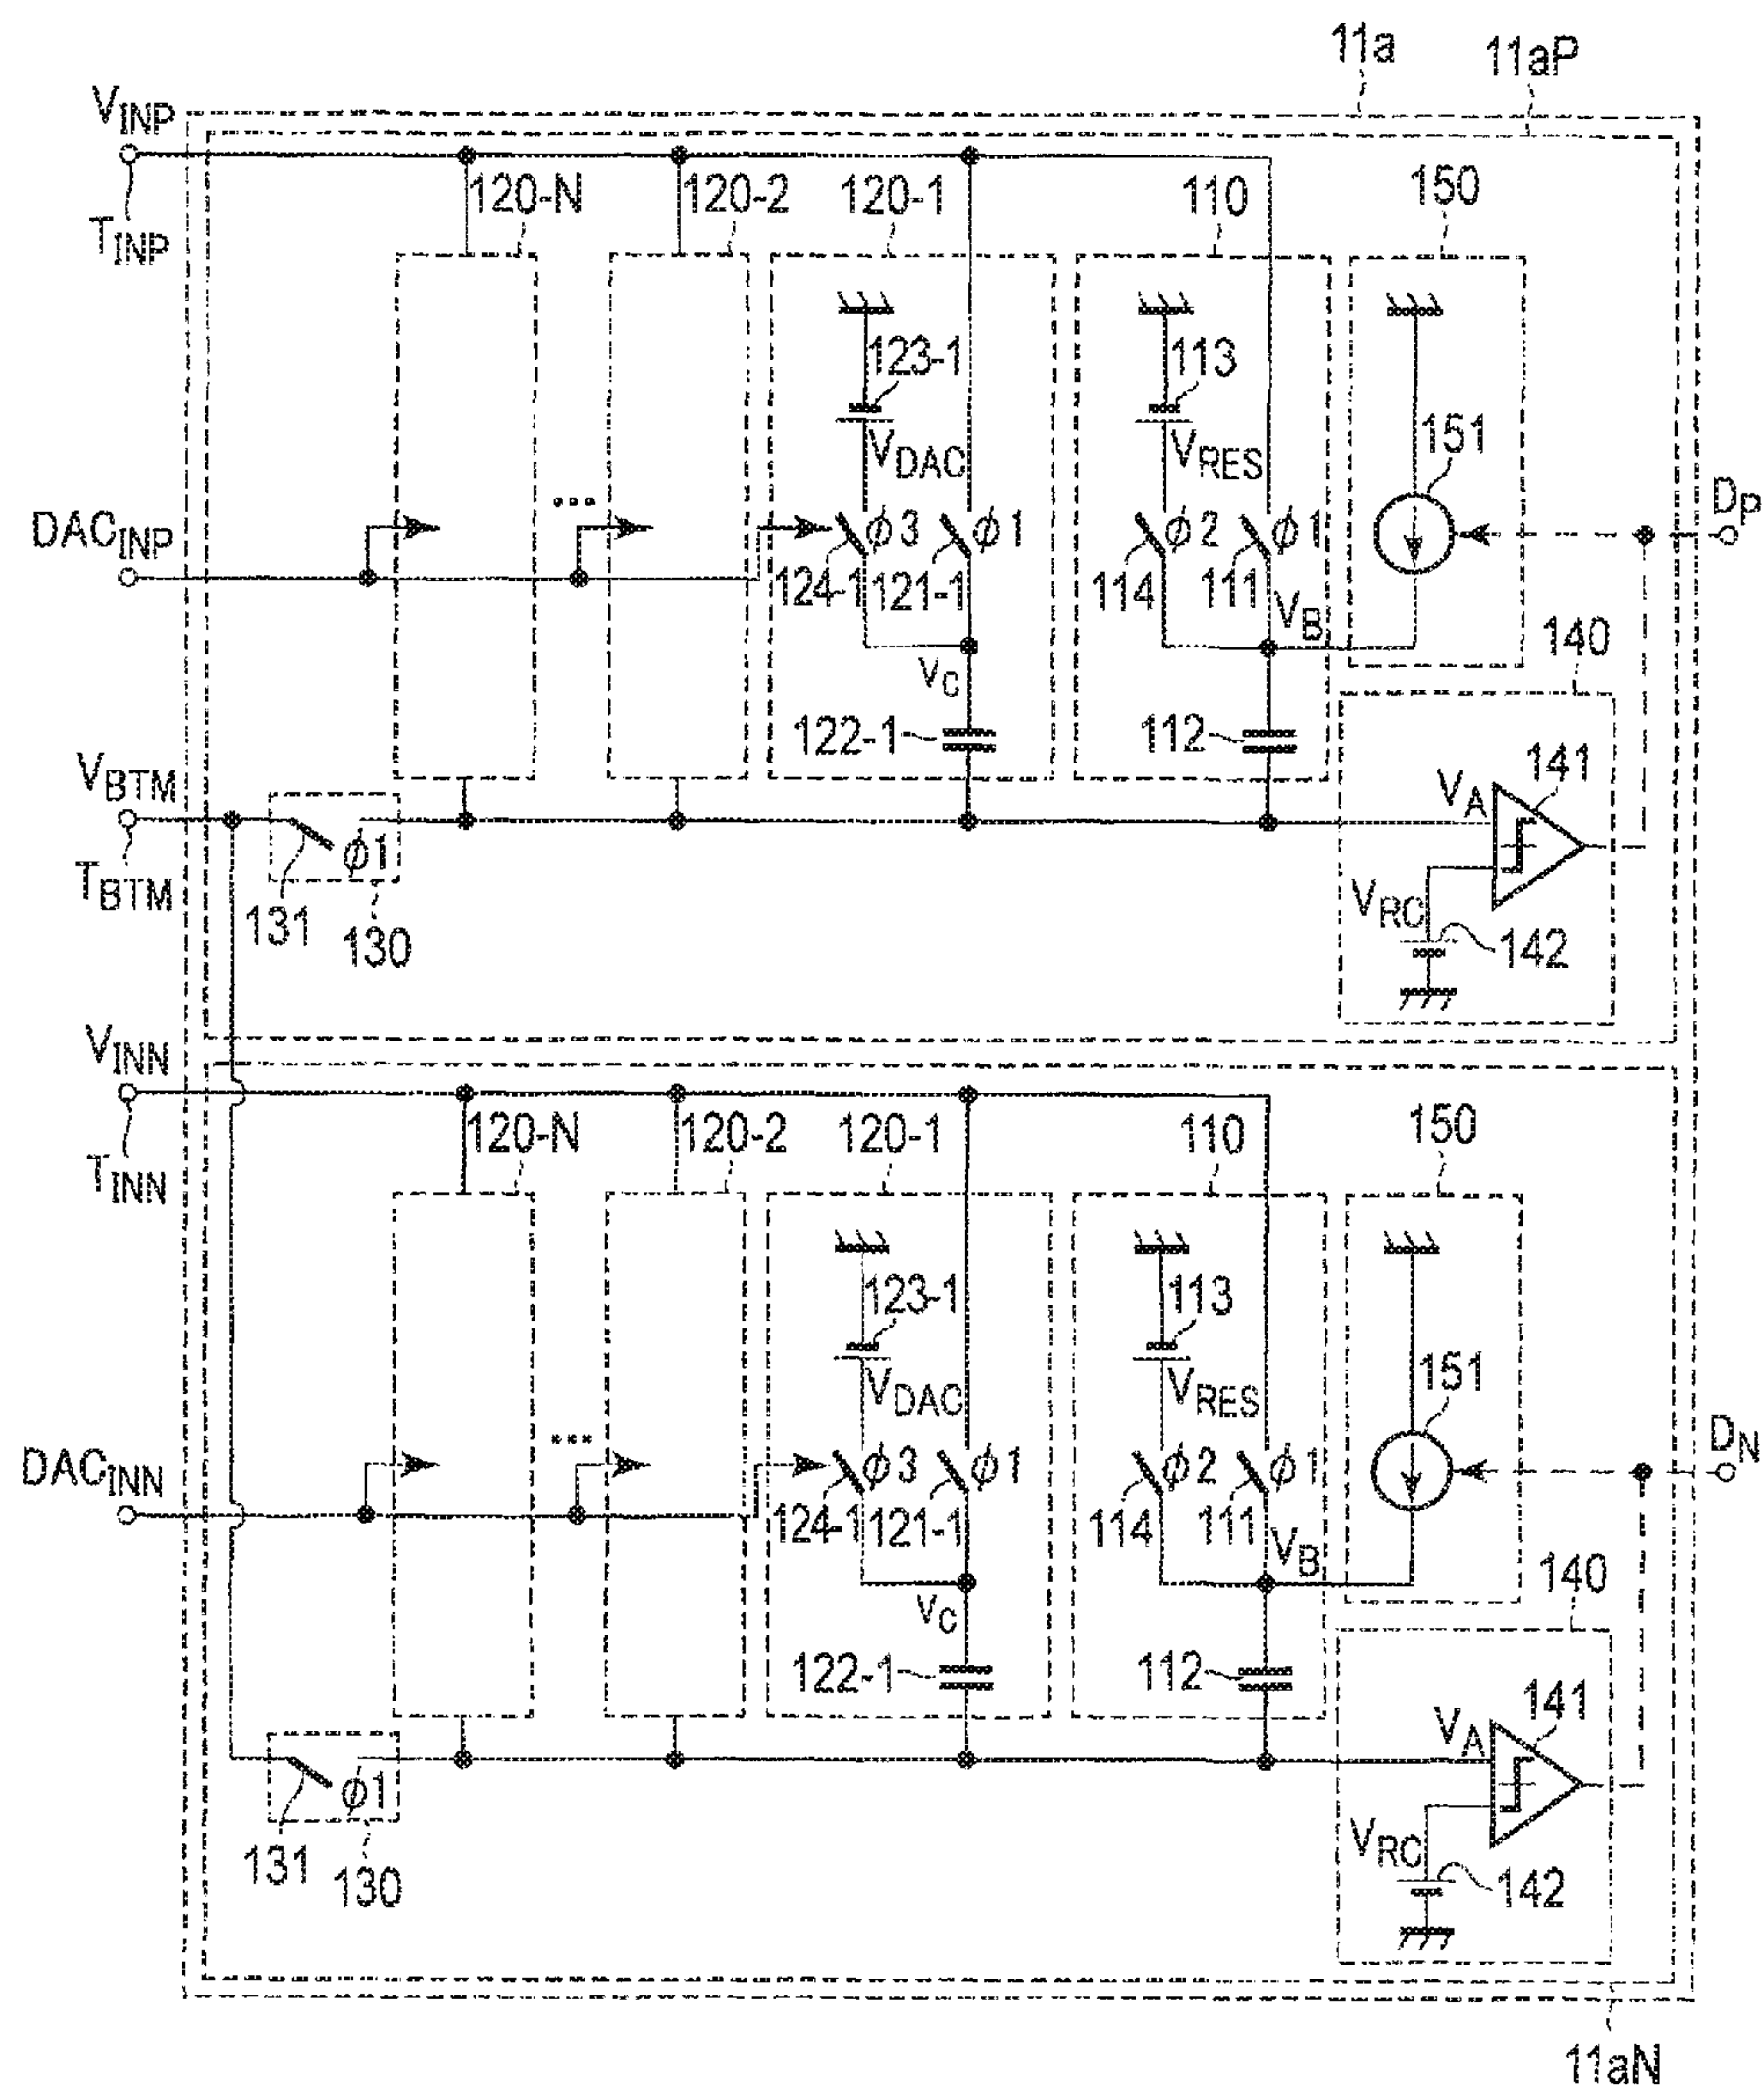 11a 11aP
VINP
120-N 120-2 120-1 110 150
TINP
123-1 113
VDAC VRES 151
DP
... ϕ3 ϕ1 ϕ2 ϕ1
DACINP
124-1 121-1 114 111 VB
140
VC
122-1 112
VBTM VA 141
ϕ1
TBTM
VRC
131 130 142
VINN
120-N 120-2 120-1 110 150
TINN
123-1 113
VDAC VRES 151
DN
... ϕ3 ϕ1 ϕ2 ϕ1
DACINN
124-1 121-1 114 111 VB
140
VC
122-1 112
VA 141
ϕ1
VRC
131 130 142
11aN